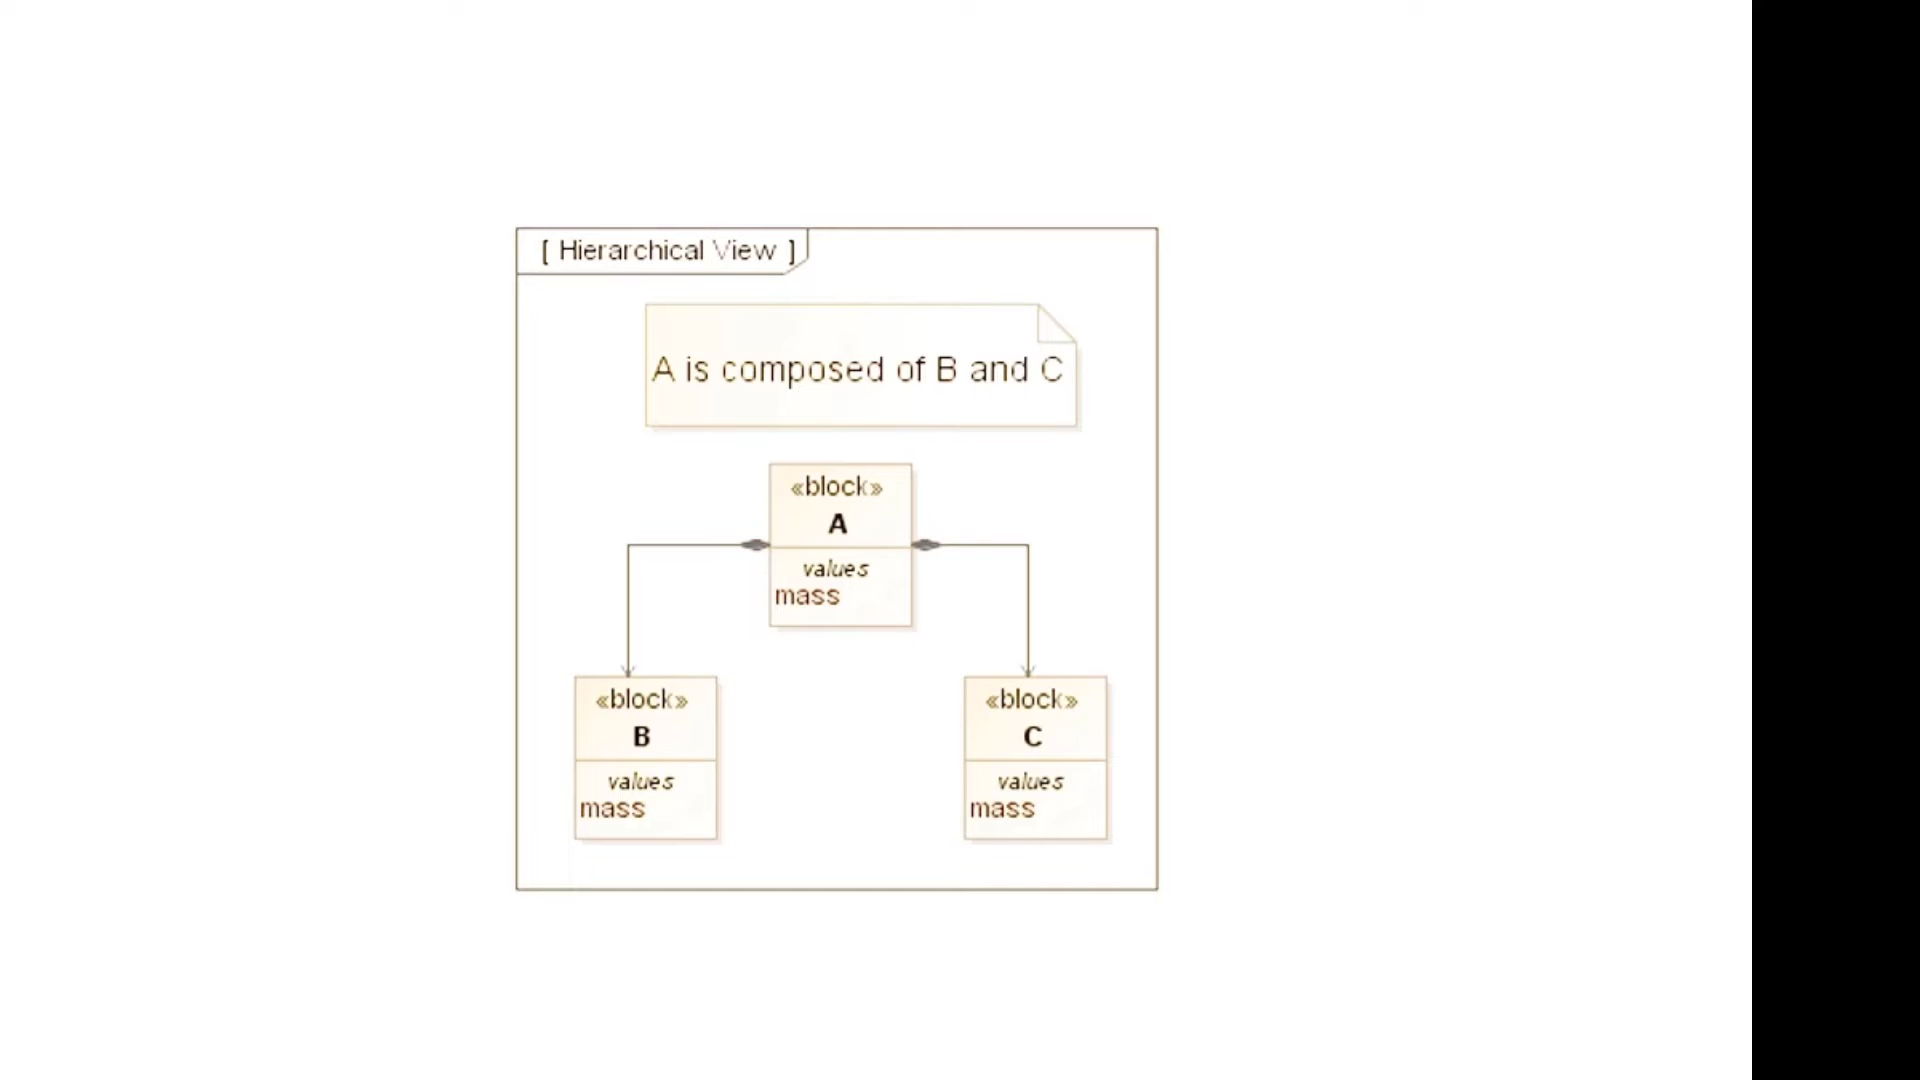 [ Hierarchical View ]
A is composed of B and C
«block»
A
values
mass
«block»
B
values
mass
«block»
C
values
mass